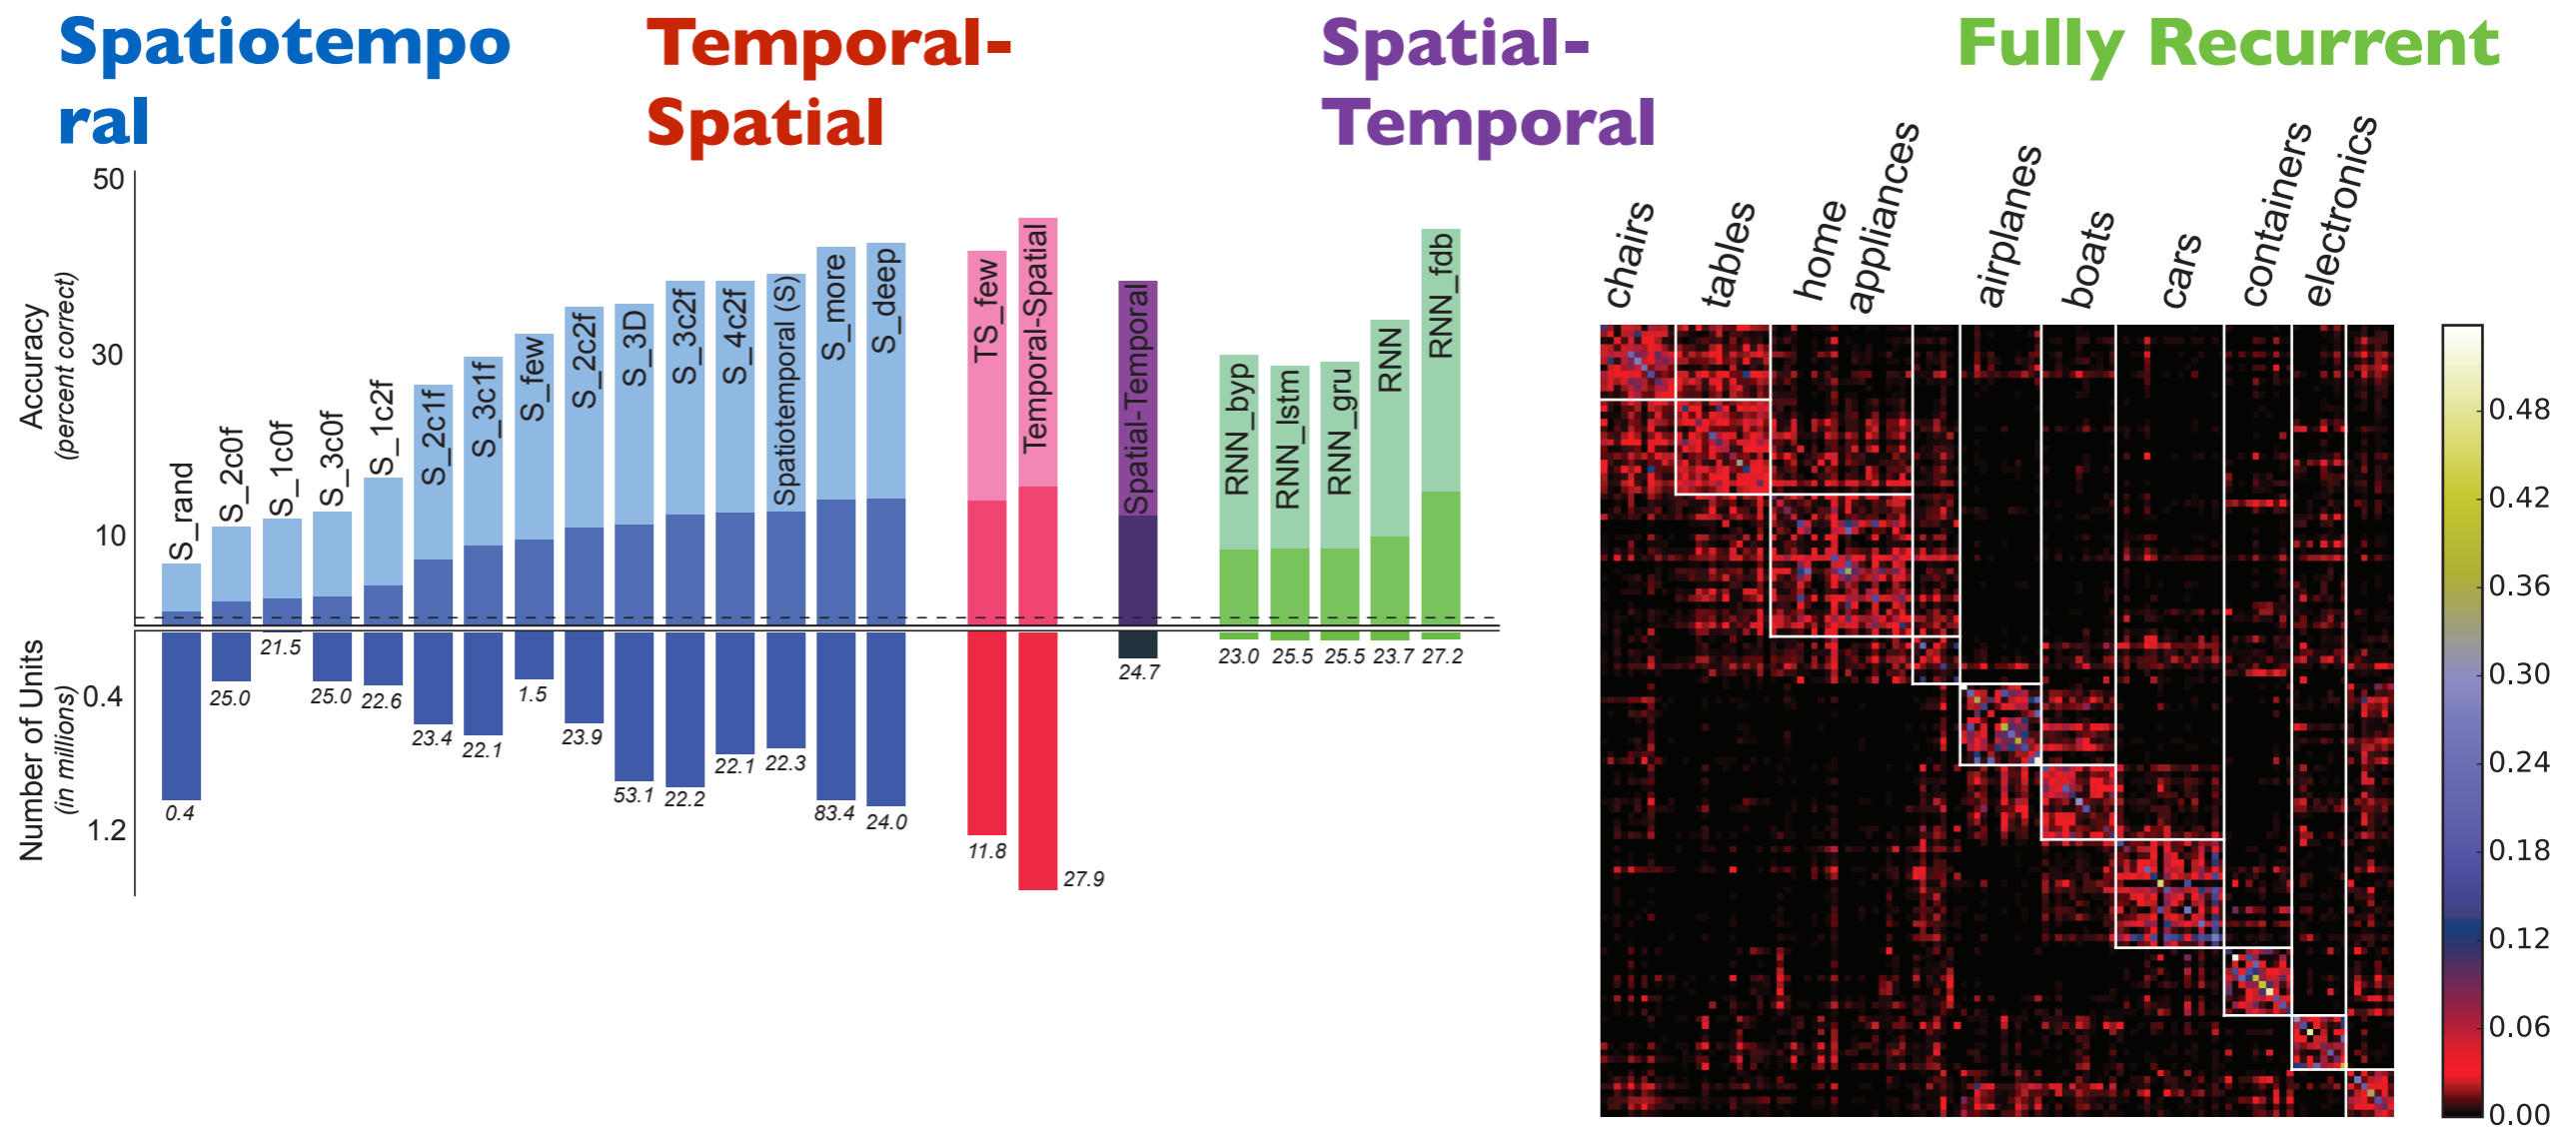 Spatiotempo
ral
Temporal-
Spatial
Spatial-
Temporal
Fully Recurrent
50
30
10
Accuracy
(percent correct)
S_rand
S_2c0f
S_1c0f
S_3c0f
S_1c2f
S_2c1f
S_3c1f
S_few
S_2c2f
S_3D
S_3c2f
S_4c2f
Spatiotemporal (S)
S_more
S_deep
TS_few
Temporal-Spatial
Spatial-Temporal
RNN_byp
RNN_lstm
RNN_gru
RNN
RNN_fdb
Number of Units
(in millions)
0.4
1.2
0.4
25.0
21.5
25.0
22.6
23.4
22.1
1.5
23.9
53.1
22.2
22.1
22.3
83.4
24.0
11.8
27.9
24.7
23.0
25.5
25.5
23.7
27.2
chairs
tables
home
appliances
airplanes
boats
cars
containers
electronics
0.48
0.42
0.36
0.30
0.24
0.18
0.12
0.06
0.00